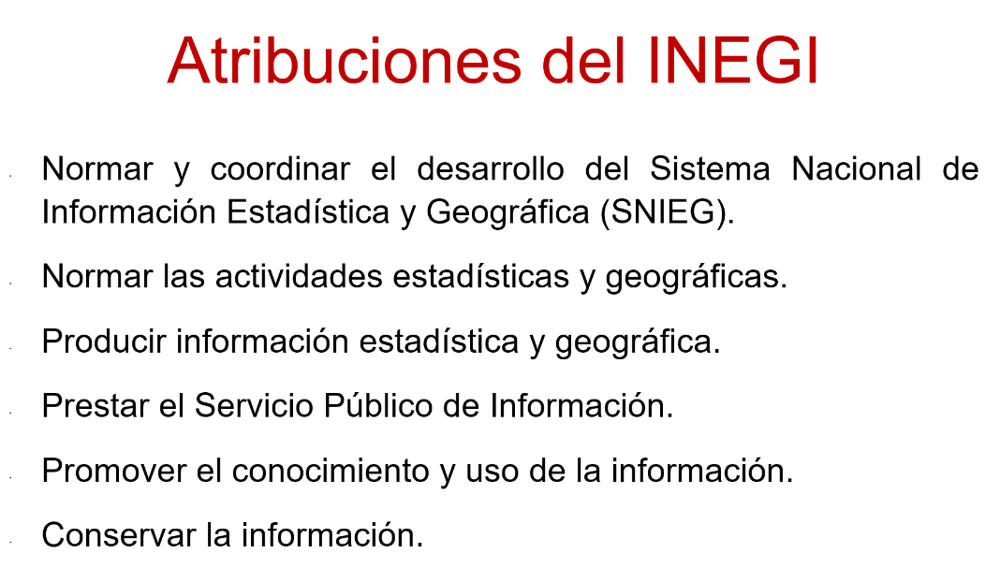 Atribuciones del INEGI
Normar y coordinar el desarrollo del Sistema Nacional de
Información Estadística y Geográfica (SNIEG).
Normar las actividades estadísticas y geográficas.
Producir información estadística y geográfica.
Prestar el Servicio Público de Información.
Promover el conocimiento y uso de la información.
Conservar la información.